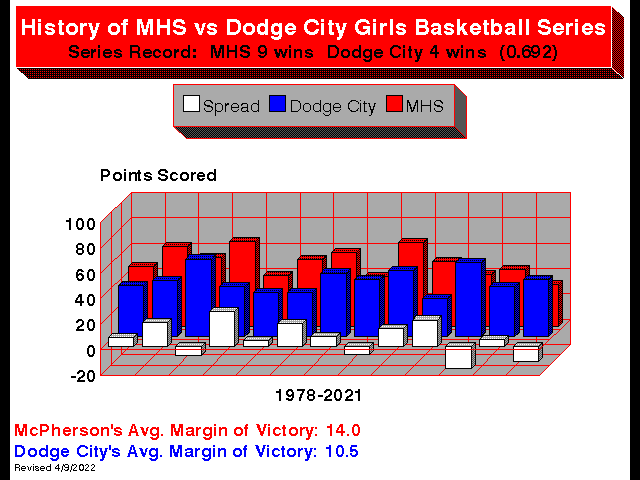 History of MHS vs Dodge City Girls Basketball Series
Series Record: MHS 9 wins Dodge City 4 wins (0.692)
Spread Dodge City MHS
Points Scored
100
80
60
40
20
0
-20
1978-2021
McPherson's Avg. Margin of Victory: 14.0
Dodge City's Avg. Margin of Victory: 10.5
Revised 4/9/2022